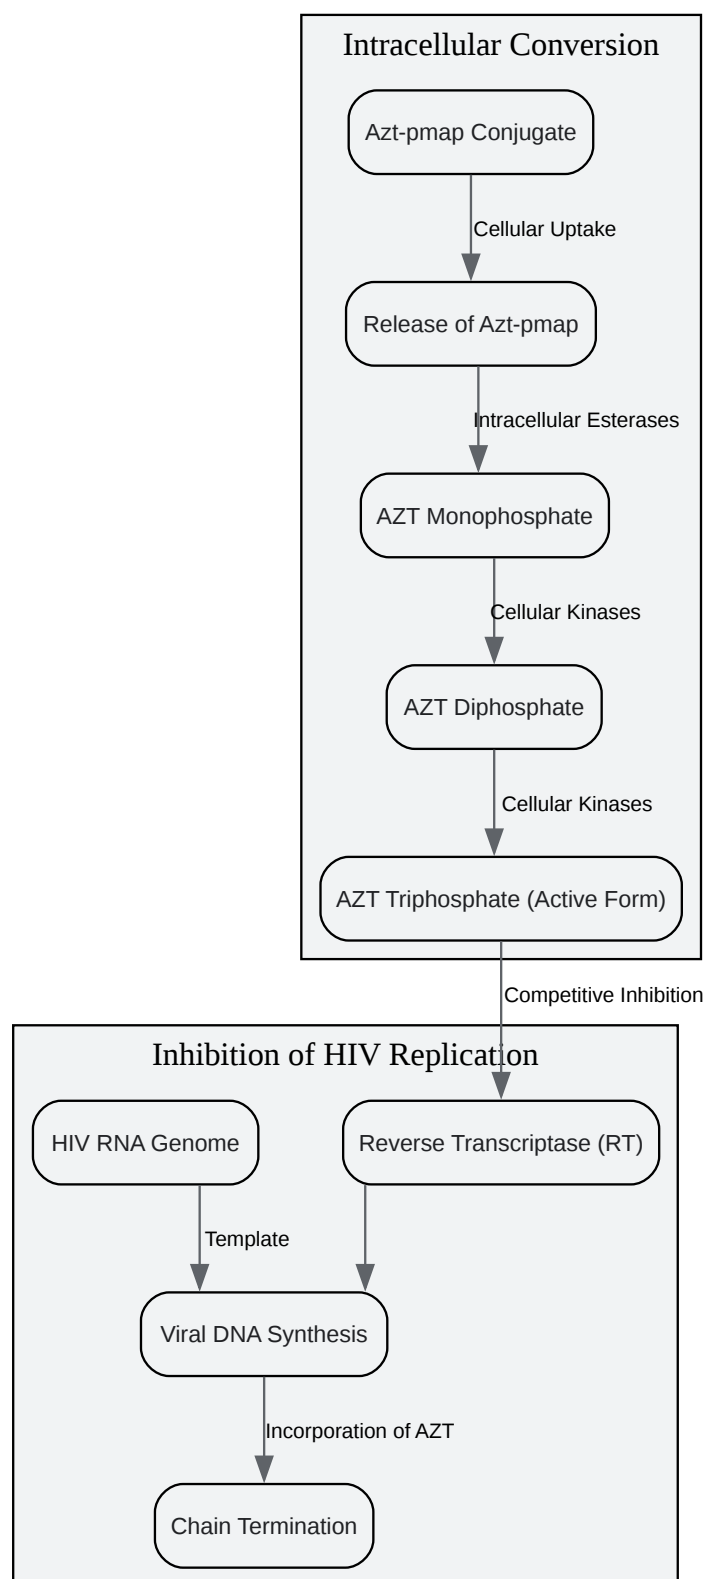 Intracellular Conversion
Azt-pmap Conjugate
Cellular Uptake
Release of Azt-pmap
Intracellular Esterases
AZT Monophosphate
Cellular Kinases
AZT Diphosphate
Cellular Kinases
AZT Triphosphate (Active Form)
Competitive Inhibition
Inhibition of HIV Replication
HIV RNA Genome
Reverse Transcriptase (RT)
Template
Viral DNA Synthesis
Incorporation of AZT
Chain Termination